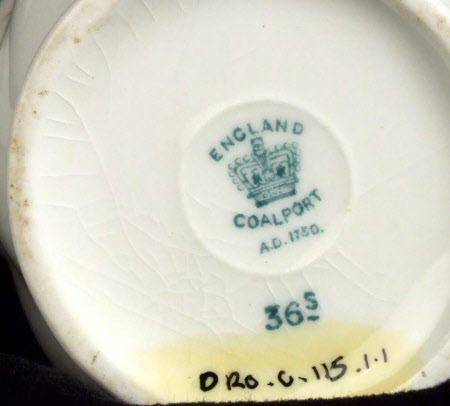 ENGLAND
COALPORT
A.D. 1750.
36S
DRO.C.115.1.1